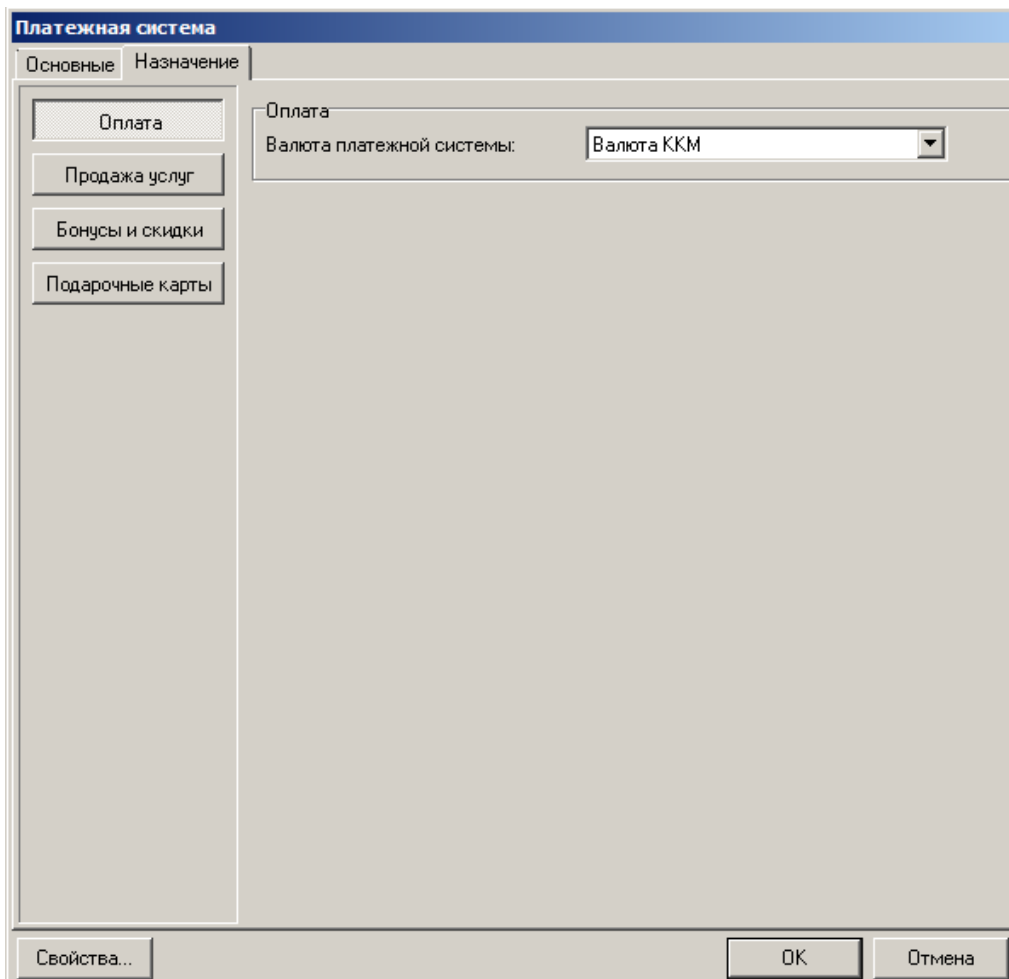 Платежная система
Основные Назначение
Оплата
Продажа услуг
Бонусы и скидки
Подарочные карты
Оплата
Валюта платежной системы: Валюта ККМ
Свойства... OK Отмена